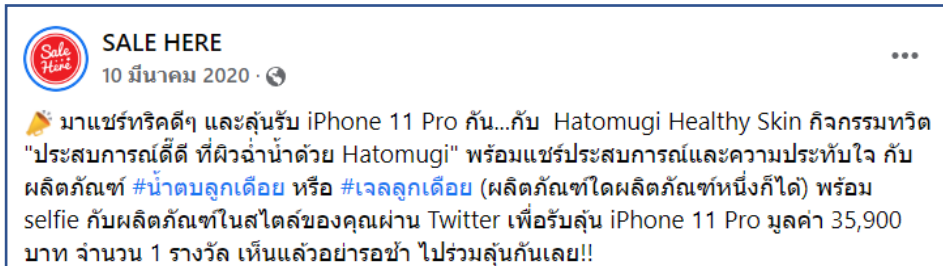 Sale
Here
SALE HERE
10 มีนาคม 2020
มาแชร์ทริคดีๆ และลุ้นรับ iPhone 11 Pro กัน...กับ Hatomugi Healthy Skin กิจกรรมทวิต
"ประสบการณ์ดี๊ดี ที่ผิวฉ่ำน้ำด้วย Hatomugi" พร้อมแชร์ประสบการณ์และความประทับใจ กับ
ผลิตภัณฑ์ #น้ำตบลูกเดือย หรือ #เจลลูกเดือย (ผลิตภัณฑ์ใดผลิตภัณฑ์หนึ่งก็ได้) พร้อม
selfie กับผลิตภัณฑ์ในสไตล์ของคุณผ่าน Twitter เพื่อรับลุ้น iPhone 11 Pro มูลค่า 35,900
บาท จำนวน 1 รางวัล เห็นแล้วอย่ารอช้า ไปร่วมลุ้นกันเลย!!